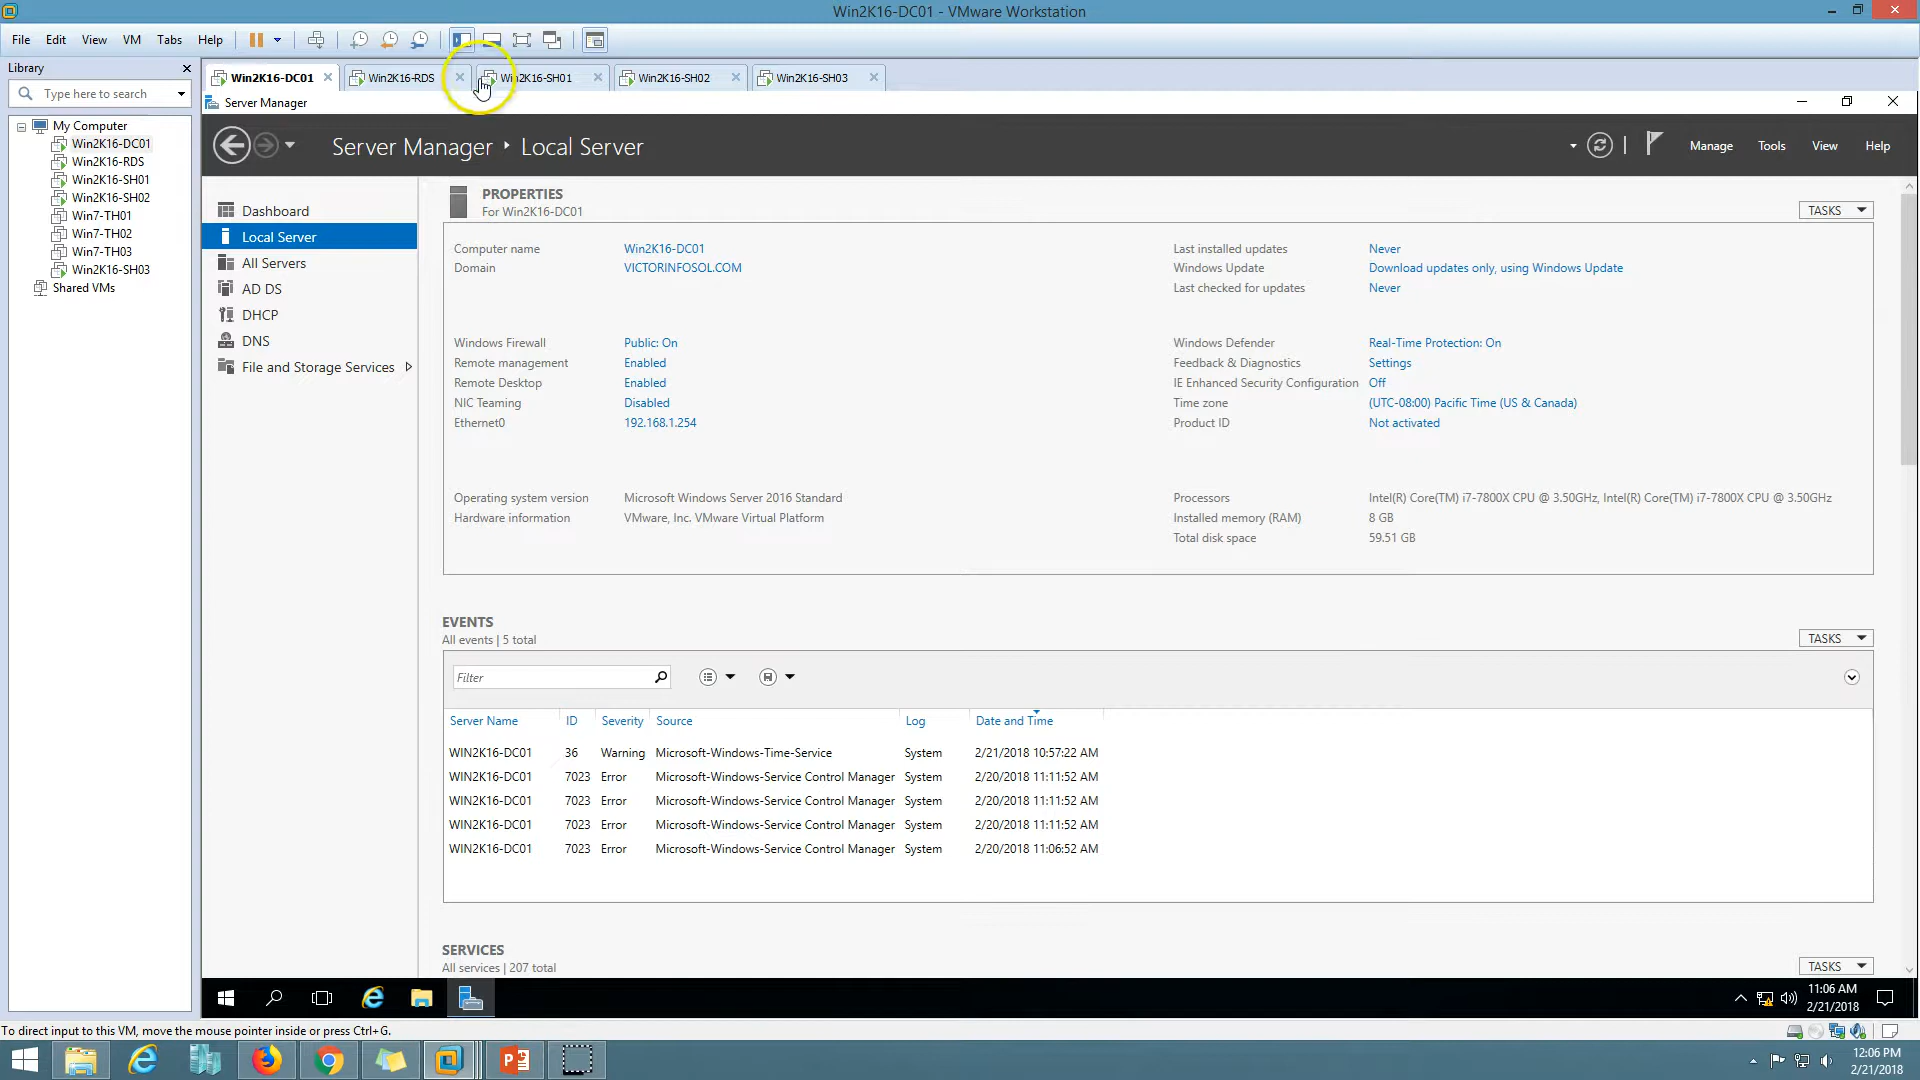 Win2K16-DC01 - VMware Workstation
File Edit View VM Tabs Help
Library
Type here to search
My Computer
Win2K16-DC01
Win2K16-RDS
Win2K16-SH01
Win2K16-SH02
Win7-TH01
Win7-TH02
Win7-TH03
Win2K16-SH03
Shared VMs
Win2K16-DC01 Win2K16-RDS Win2K16-SH01 Win2K16-SH02 Win2K16-SH03
Server Manager
Server Manager Local Server
Manage Tools View Help
Dashboard
Local Server
All Servers
AD DS
DHCP
DNS
File and Storage Services
PROPERTIES
For Win2K16-DC01
TASKS
Computer name Win2K16-DC01
Domain VICTORINFOSOL.COM
Last installed updates Never
Windows Update Download updates only, using Windows Update
Last checked for updates Never
Windows Firewall Public: On
Remote management Enabled
Remote Desktop Enabled
NIC Teaming Disabled
Ethernet0 192.168.1.254
Windows Defender Real-Time Protection: On
Feedback & Diagnostics Settings
IE Enhanced Security Configuration Off
Time zone (UTC-08:00) Pacific Time (US & Canada)
Product ID Not activated
Operating system version Microsoft Windows Server 2016 Standard
Hardware information VMware, Inc. VMware Virtual Platform
Processors Intel(R) Core(TM) i7-7800X CPU @ 3.50GHz, Intel(R) Core(TM) i7-7800X CPU @ 3.50GHz
Installed memory (RAM) 8 GB
Total disk space 59.51 GB
EVENTS
All events | 5 total
TASKS
Filter
Server Name ID Severity Source Log Date and Time
WIN2K16-DC01 36 Warning Microsoft-Windows-Time-Service System 2/21/2018 10:57:22 AM
WIN2K16-DC01 7023 Error Microsoft-Windows-Service Control Manager System 2/20/2018 11:11:52 AM
WIN2K16-DC01 7023 Error Microsoft-Windows-Service Control Manager System 2/20/2018 11:11:52 AM
WIN2K16-DC01 7023 Error Microsoft-Windows-Service Control Manager System 2/20/2018 11:11:52 AM
WIN2K16-DC01 7023 Error Microsoft-Windows-Service Control Manager System 2/20/2018 11:06:52 AM
SERVICES
All services | 207 total
TASKS
11:06 AM
2/21/2018
To direct input to this VM, move the mouse pointer inside or press Ctrl+G.
12:06 PM
2/21/2018